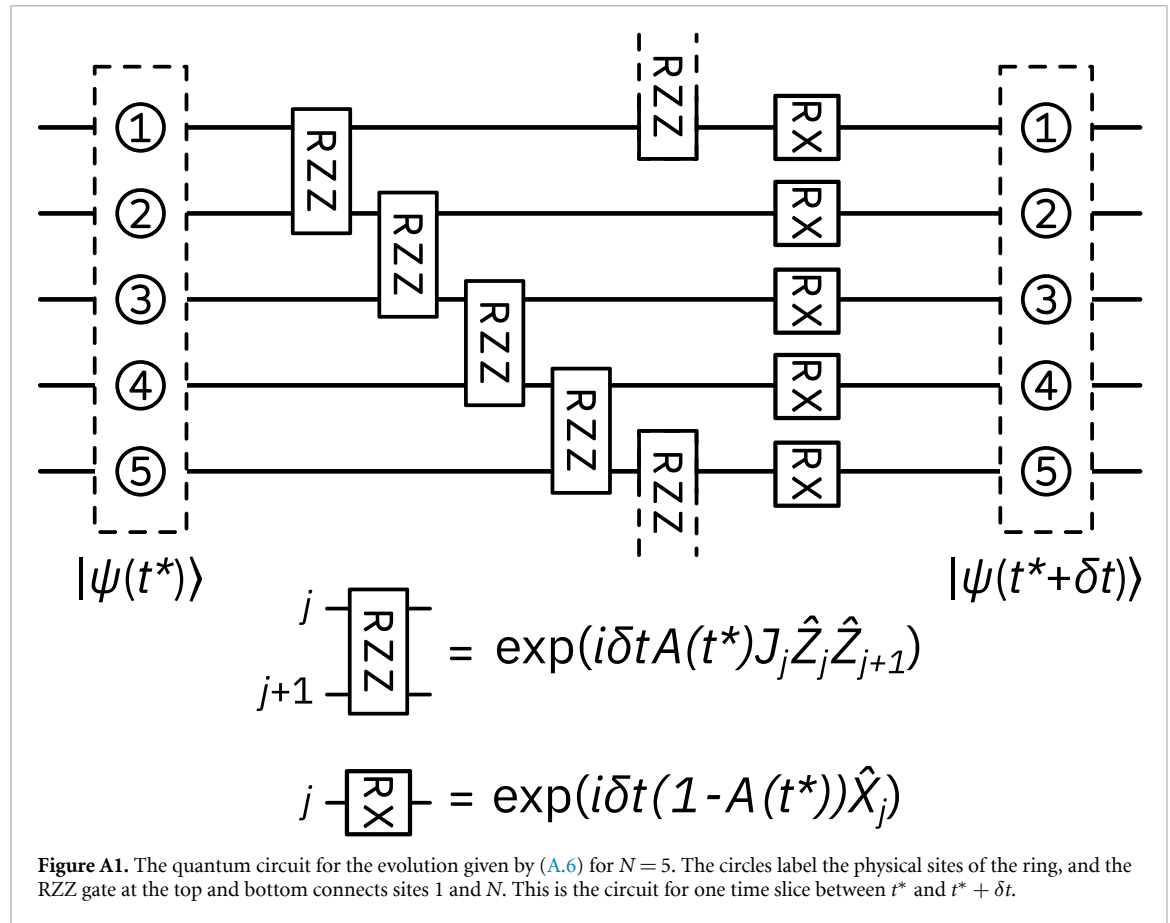 RZZ
① RZZ RX ①
② RX ②
RZZ
③ RX ③
RZZ
④ RX ④
RZZ
⑤ RZZ RX ⑤
|ψ(t*)⟩ |ψ(t*+δt)⟩
j RZZ = exp(iδtA(t*)J_jẐ_jẐ_{j+1})
j+1
j RX = exp(iδt(1-A(t*))X̂_j)
Figure A1. The quantum circuit for the evolution given by (A.6) for N = 5. The circles label the physical sites of the ring, and the
RZZ gate at the top and bottom connects sites 1 and N. This is the circuit for one time slice between t* and t* + δt.